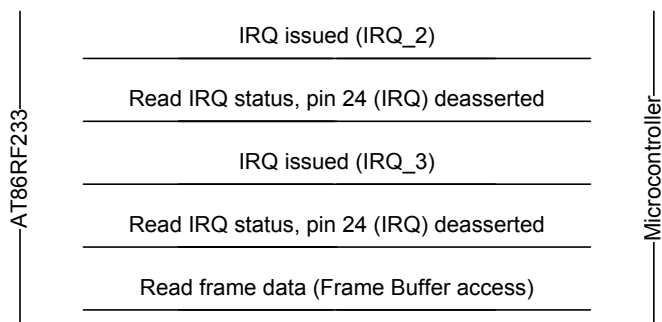 IRQ issued (IRQ_2)
Read IRQ status, pin 24 (IRQ) deasserted
AT86RF233
IRQ issued (IRQ_3)
Microcontroller
Read IRQ status, pin 24 (IRQ) deasserted
Read frame data (Frame Buffer access)